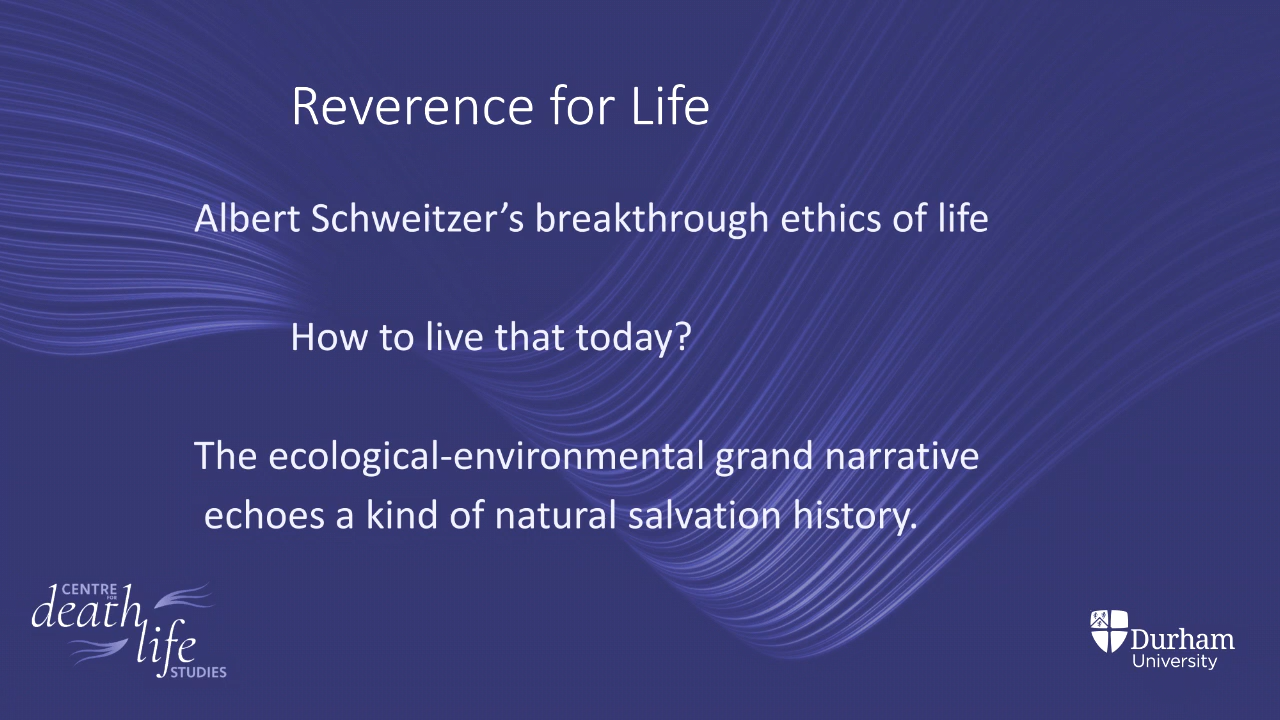 Reverence for Life
Albert Schweitzer’s breakthrough ethics of life
How to live that today?
The ecological-environmental grand narrative
echoes a kind of natural salvation history.
CENTRE
FOR
death
life
STUDIES
Durham
University